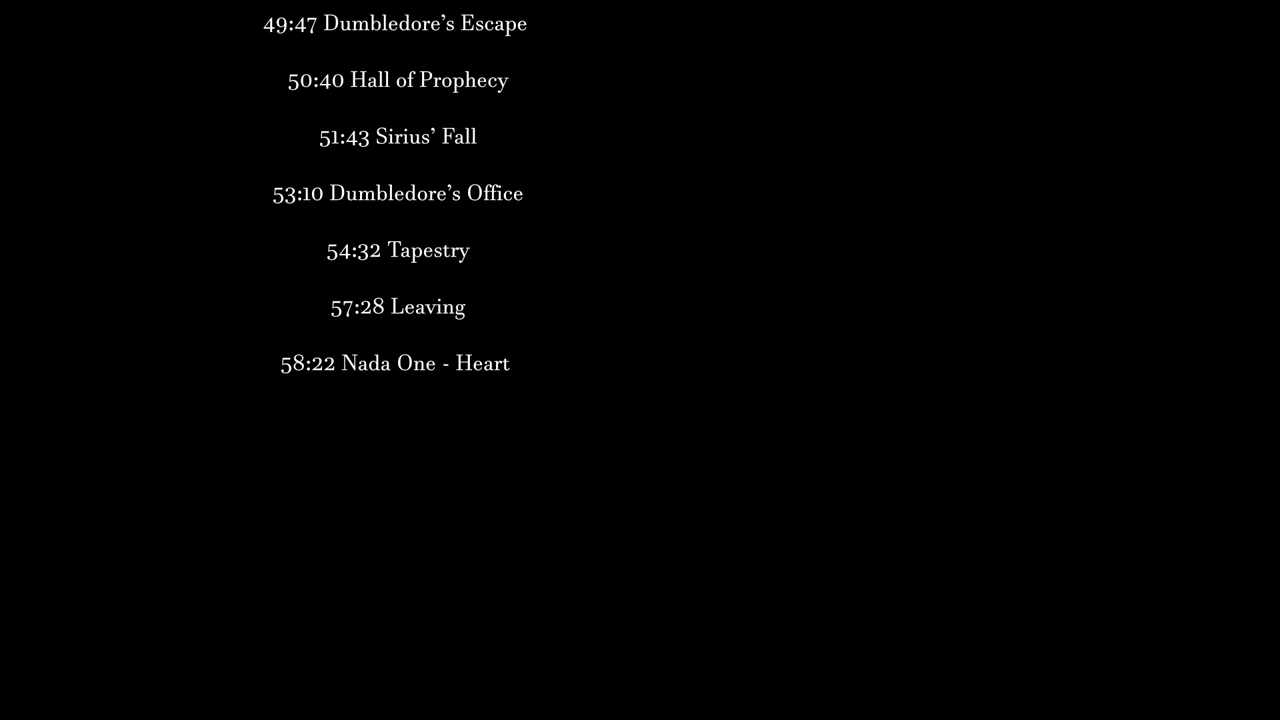 49:47 Dumbledore’s Escape
50:40 Hall of Prophecy
51:43 Sirius’ Fall
53:10 Dumbledore’s Office
54:32 Tapestry
57:28 Leaving
58:22 Nada One - Heart